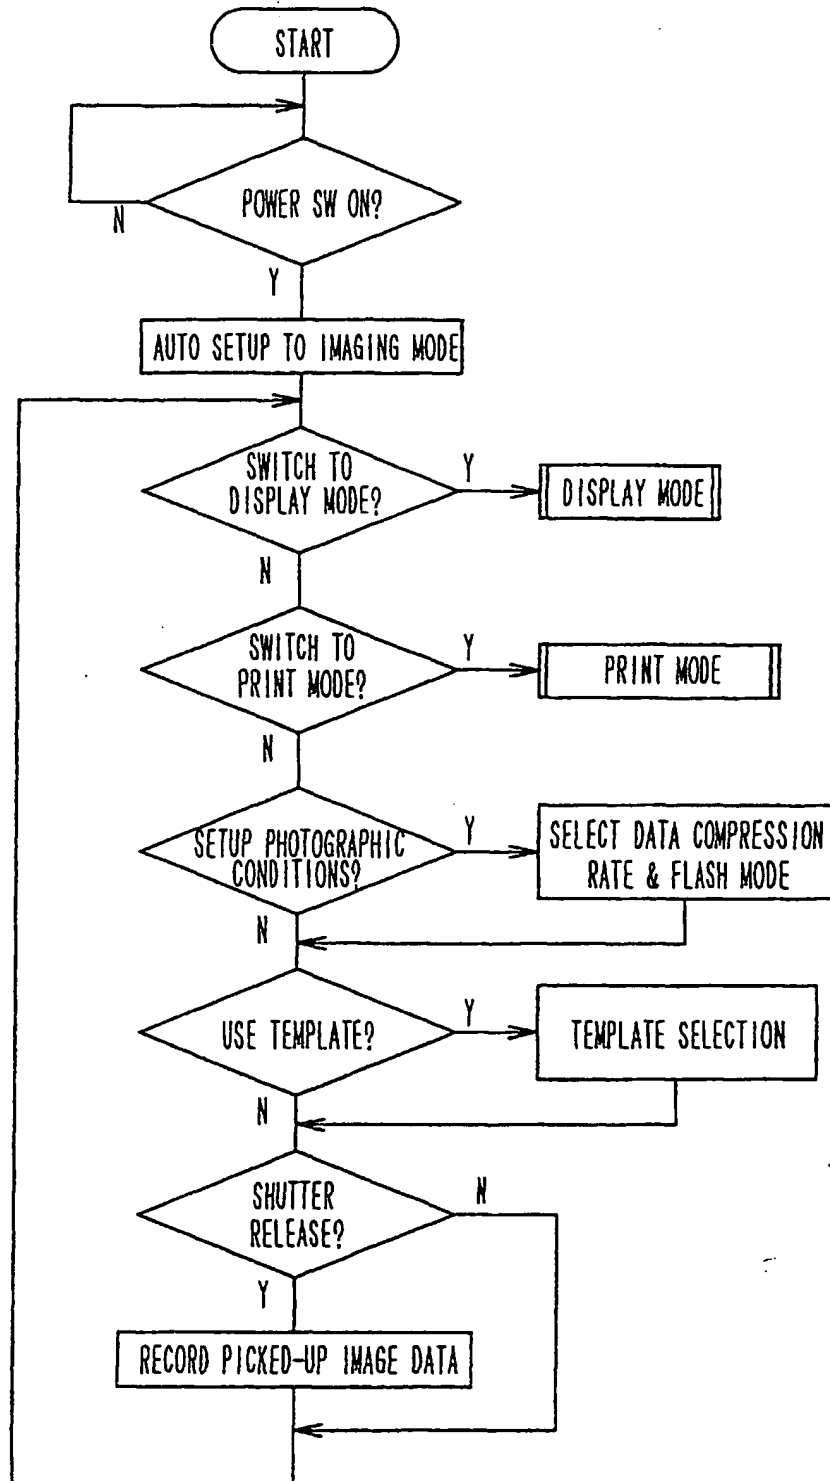 START
POWER SW ON?
N
Y
AUTO SETUP TO IMAGING MODE
SWITCH TO
DISPLAY MODE?
Y
DISPLAY MODE
N
SWITCH TO
PRINT MODE?
Y
PRINT MODE
N
SETUP PHOTOGRAPHIC
CONDITIONS?
Y
SELECT DATA COMPRESSION
RATE & FLASH MODE
N
USE TEMPLATE?
Y
TEMPLATE SELECTION
N
SHUTTER
RELEASE?
N
Y
RECORD PICKED-UP IMAGE DATA